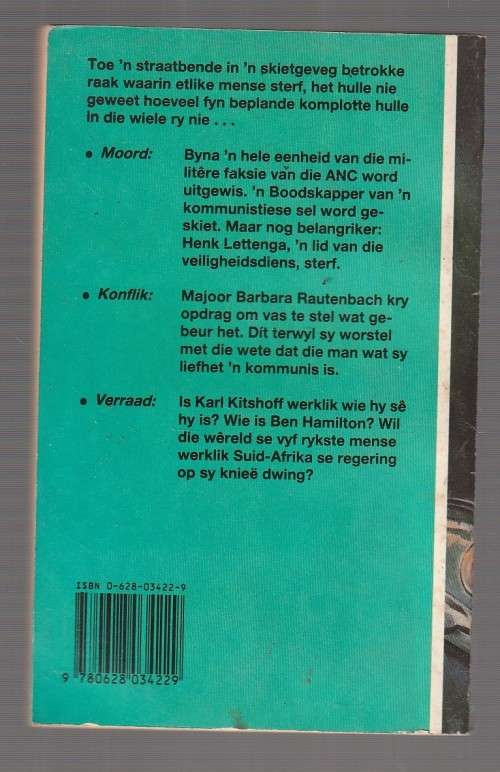 Toe 'n straatbende in 'n skietgeveg betrokke
raak waarin etlike mense sterf, het hulle nie
geweet hoeveel fyn beplande komplotte hulle
in die wiele ry nie . . .
• Moord: Byna 'n hele eenheid van die mi-
litêre faksie van die ANC word
uitgewis. 'n Boodskapper van 'n
kommunistiese sel word ge-
skiet. Maar nog belangriker:
Henk Lettenga, 'n lid van die
veiligheidsdiens, sterf.
• Konflik: Majoor Barbara Rautenbach kry
opdrag om vas te stel wat ge-
beur het. Dít terwyl sy worstel
met die wete dat die man wat sy
liefhet 'n kommunis is.
• Verraad: Is Karl Kitshoff werklik wie hy sê
hy is? Wie is Ben Hamilton? Wil
die wêreld se vyf rykste mense
werklik Suid-Afrika se regering
op sy knieë dwing?
ISBN 0-628-03422-9
9 780628 034229